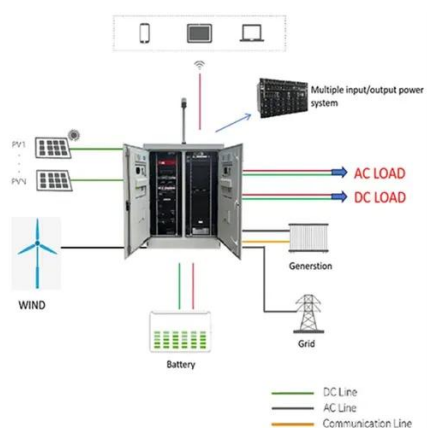 Multiple input/output power
system
PV1
PVN
AC LOAD
DC LOAD
WIND
Generstion
Grid
Battery
DC Line
AC Line
Communication Line